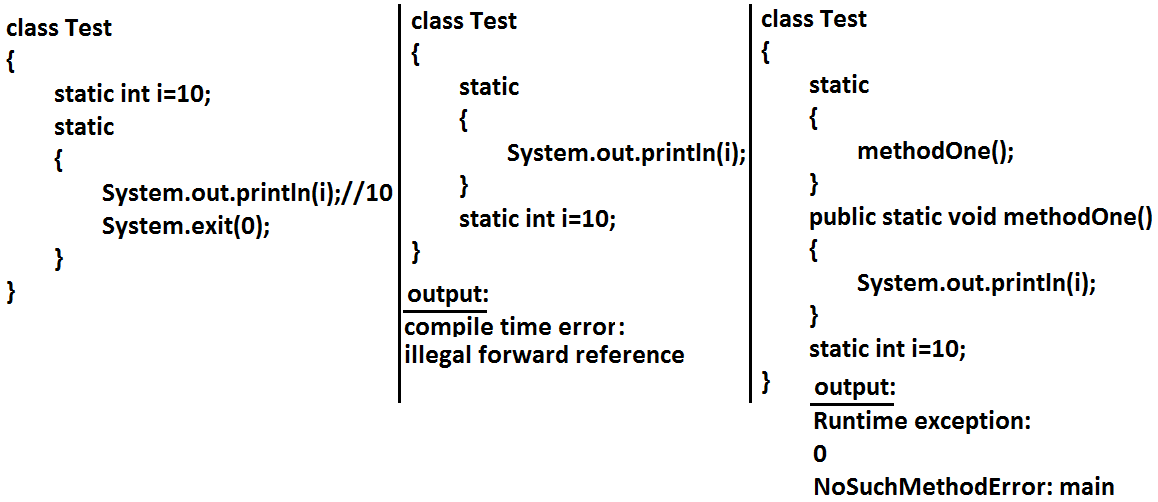 class Test
{
static int i=10;
static
{
System.out.println(i);//10
System.exit(0);
}
}
class Test
{
static
{
System.out.println(i);
}
static int i=10;
}
output:
compile time error:
illegal forward reference
class Test
{
static
{
methodOne();
}
public static void methodOne()
{
System.out.println(i);
}
static int i=10;
}
output:
Runtime exception:
0
NoSuchMethodError: main